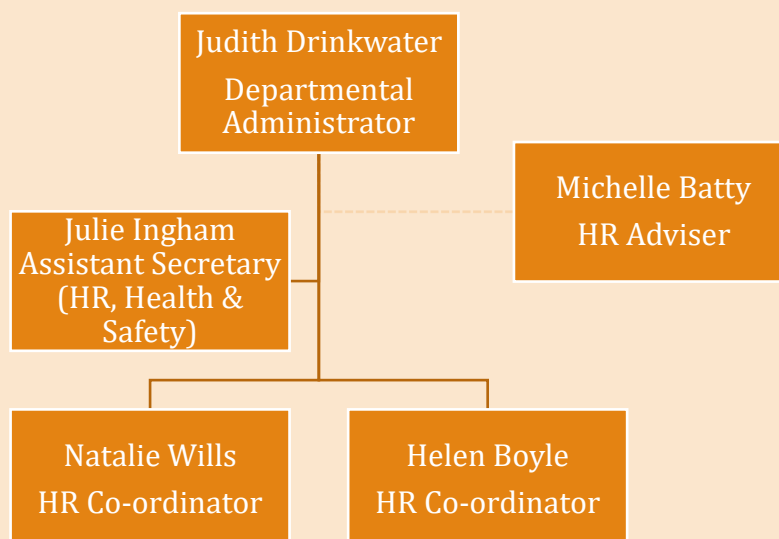 Judith Drinkwater
Departmental
Administrator
Michelle Batty
HR Adviser
Julie Ingham
Assistant Secretary
(HR, Health &
Safety)
Natalie Wills
HR Co-ordinator
Helen Boyle
HR Co-ordinator